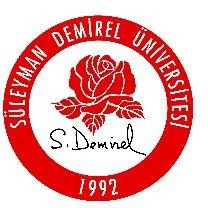 SÜLEYMAN DEMİREL ÜNİVERSİTESİ
S. Demirel
1992